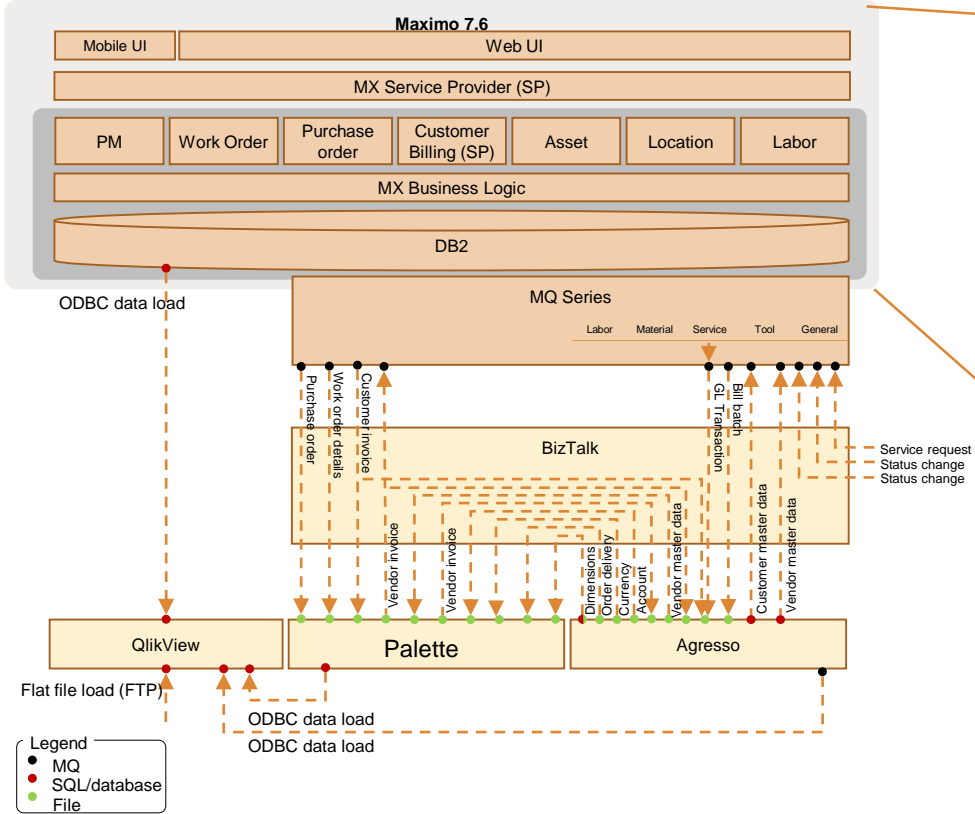 Maximo 7.6
Mobile UI
Web UI
MX Service Provider (SP)
PM
Work Order
Purchase
order
Customer
Billing (SP)
Asset
Location
Labor
MX Business Logic
DB2
ODBC data load
MQ Series
Labor
Material
Service
Tool
General
Purchase order
Work order details
Customer invoice
GL Transaction
Bill batch
BizTalk
Service request
Status change
Status change
Vendor invoice
Vendor invoice
Dimensions
Order delivery
Currency
Account
Vendor master data
Customer master data
Vendor master data
QlikView
Palette
Agresso
Flat file load (FTP)
ODBC data load
ODBC data load
Legend
MQ
SQL/database
File